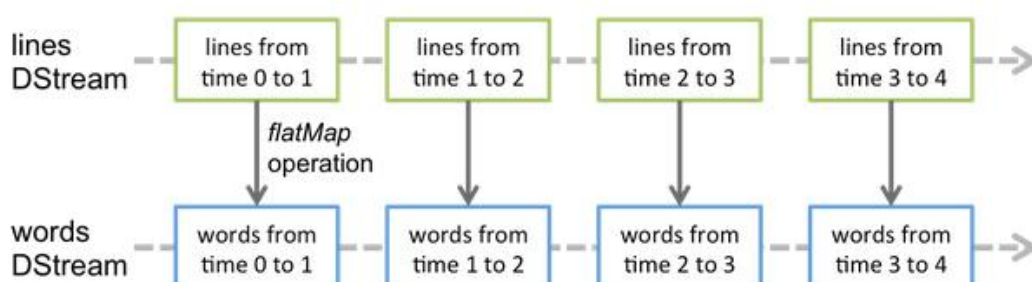 lines
DStream
lines from
time 0 to 1
lines from
time 1 to 2
lines from
time 2 to 3
lines from
time 3 to 4
flatMap
operation
words
DStream
words from
time 0 to 1
words from
time 1 to 2
words from
time 2 to 3
words from
time 3 to 4